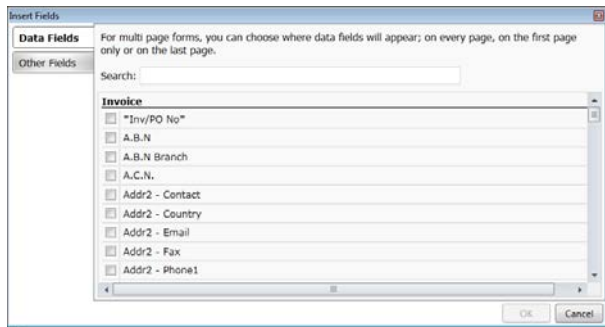 Insert Fields
Data Fields
Other Fields
For multi page forms, you can choose where data fields will appear; on every page, on the first page
only or on the last page.
Search:
Invoice
"Inv/PO No"
A.B.N
A.B.N Branch
A.C.N.
Addr2 - Contact
Addr2 - Country
Addr2 - Email
Addr2 - Fax
Addr2 - Phone1
OK
Cancel